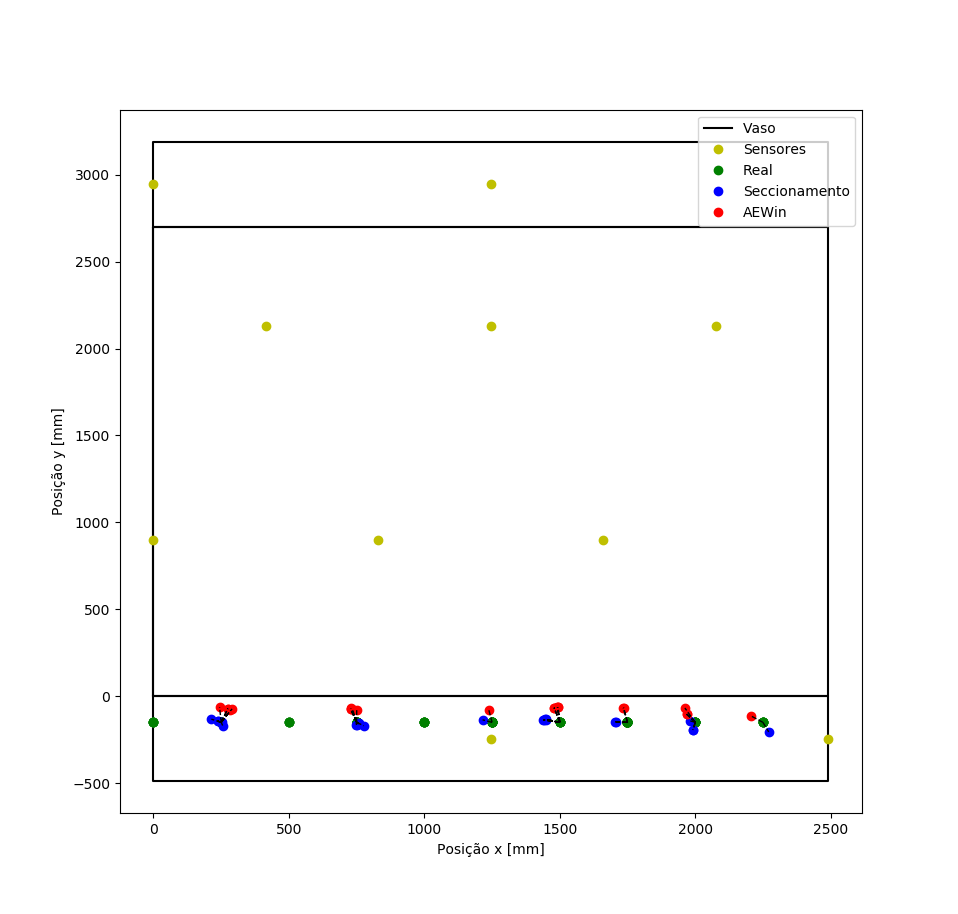 Vaso
Sensores
Real
Seccionamento
AEWin
3000
2500
2000
1500
1000
500
0
−500
Posição y [mm]
0 500 1000 1500 2000 2500
Posição x [mm]